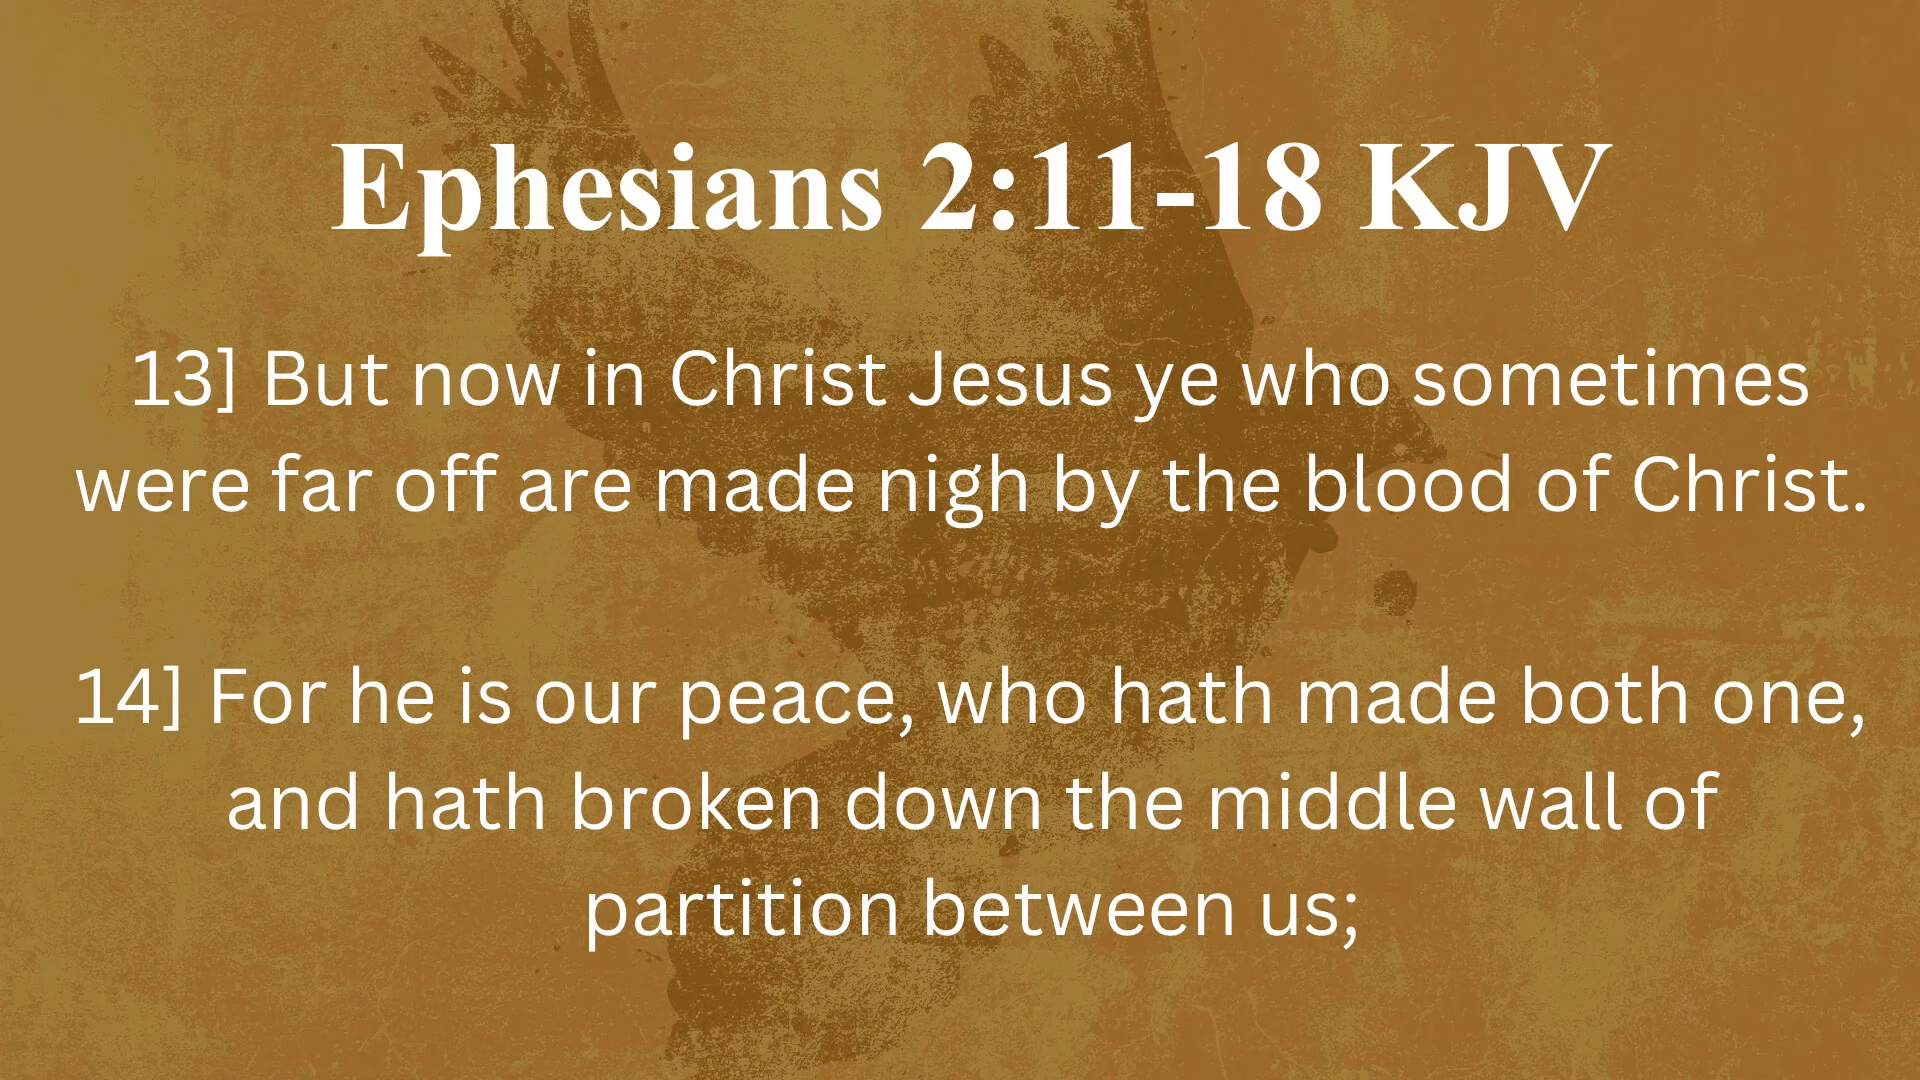 Ephesians 2:11-18 KJV
13] But now in Christ Jesus ye who sometimes
were far off are made nigh by the blood of Christ.
14] For he is our peace, who hath made both one,
and hath broken down the middle wall of
partition between us;